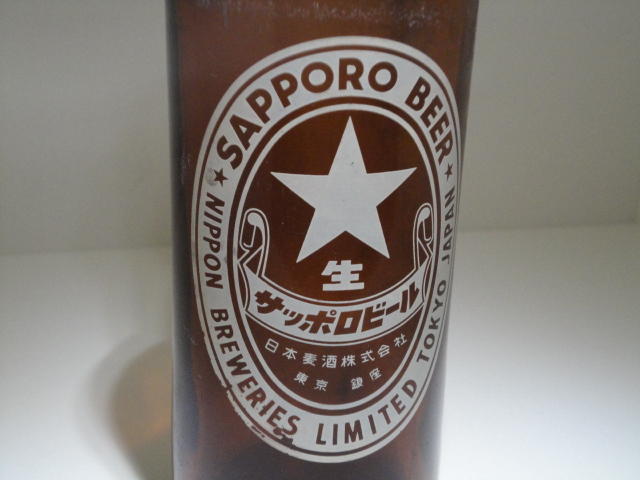 SAPPORO BEER
生
サッポロビール
日本麦酒株式会社
東京 銀座
NIPPON BREWERIES LIMITED TOKYO JAPAN